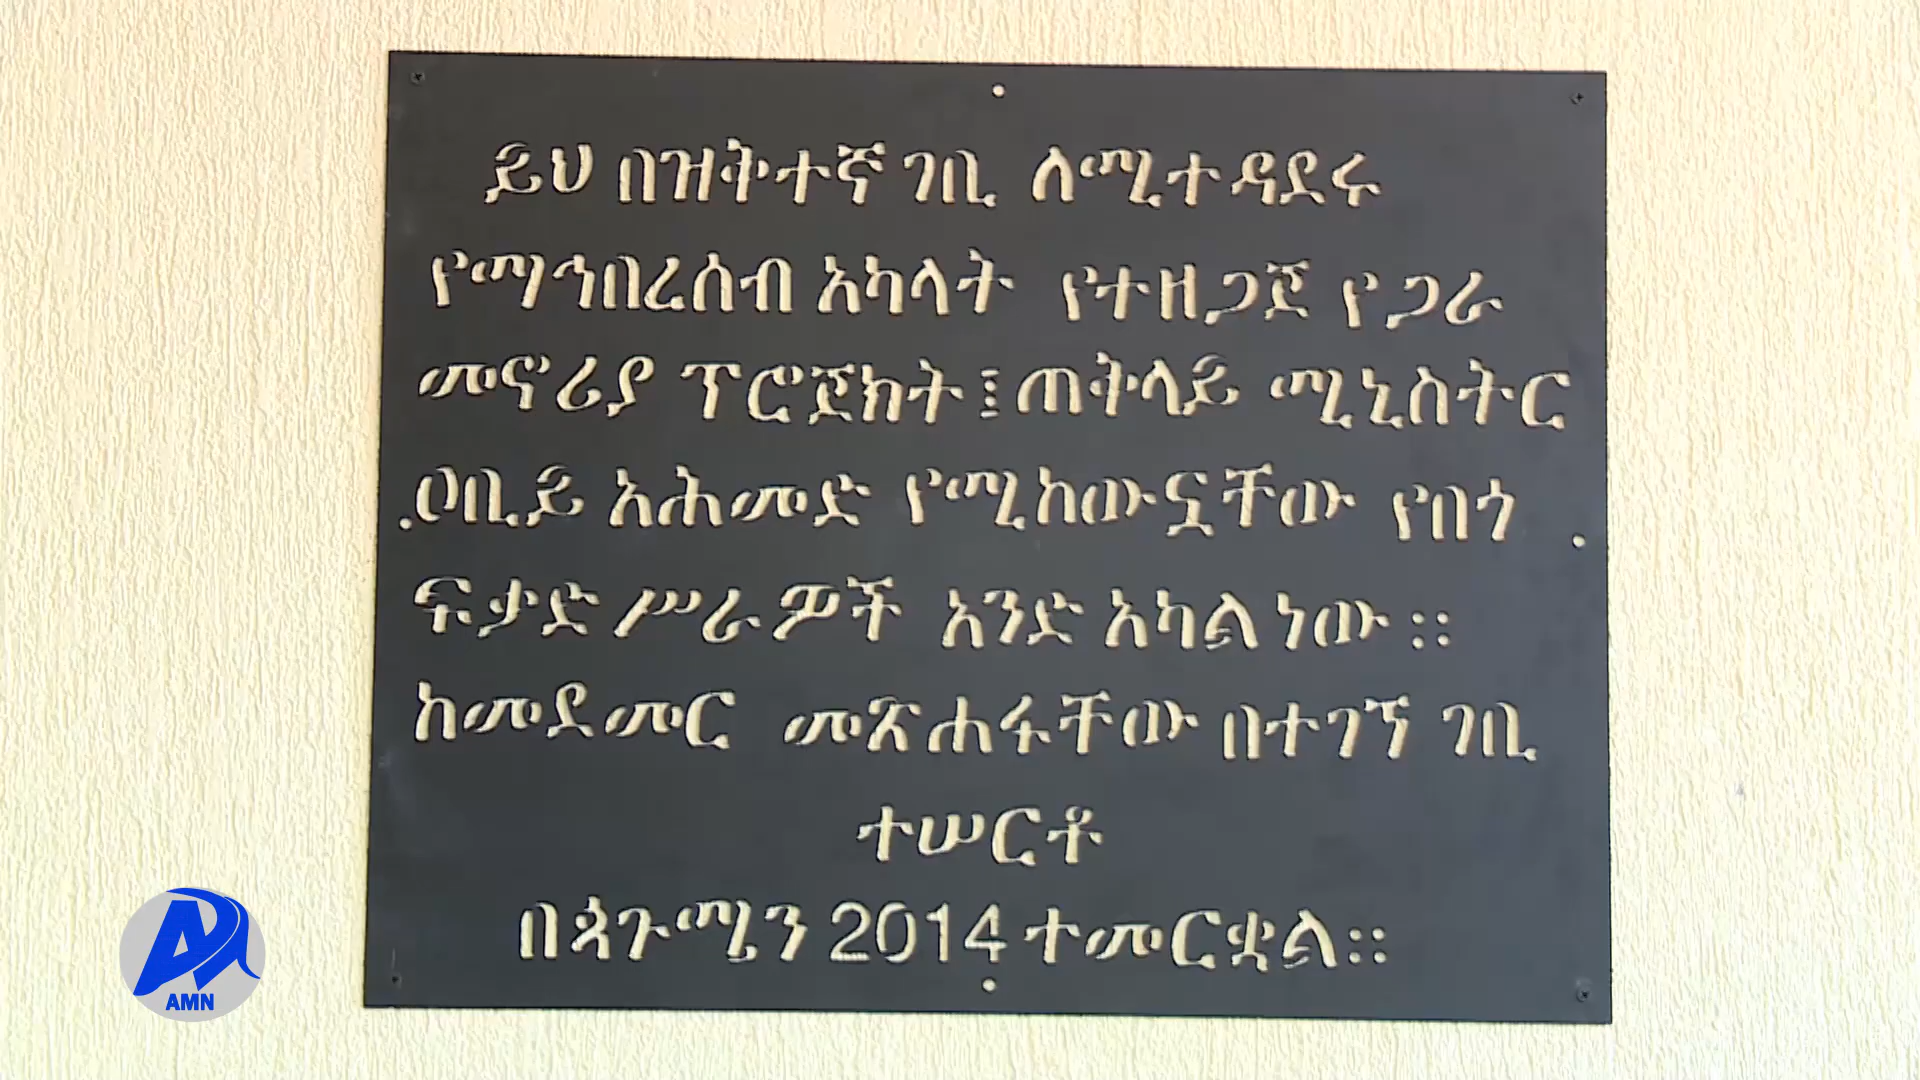 ይህ በዝቅተኛ ገቢ ለሚተዳደሩ
የማኅበረሰብ አካላት የተዘጋጀ የጋራ
መኖሪያ ፕሮጀክት፤ ጠቅላይ ሚኒስትር
ዐቢይ አሕመድ የሚከውኗቸው የበጎ
ፍቃድ ሥራዎች አንድ አካል ነው ።
ከመደመር መጽሐፋቸው በተገኘ ገቢ
ተሠርቶ
በጳጉሜን 2014 ተመርቋል።
AMN